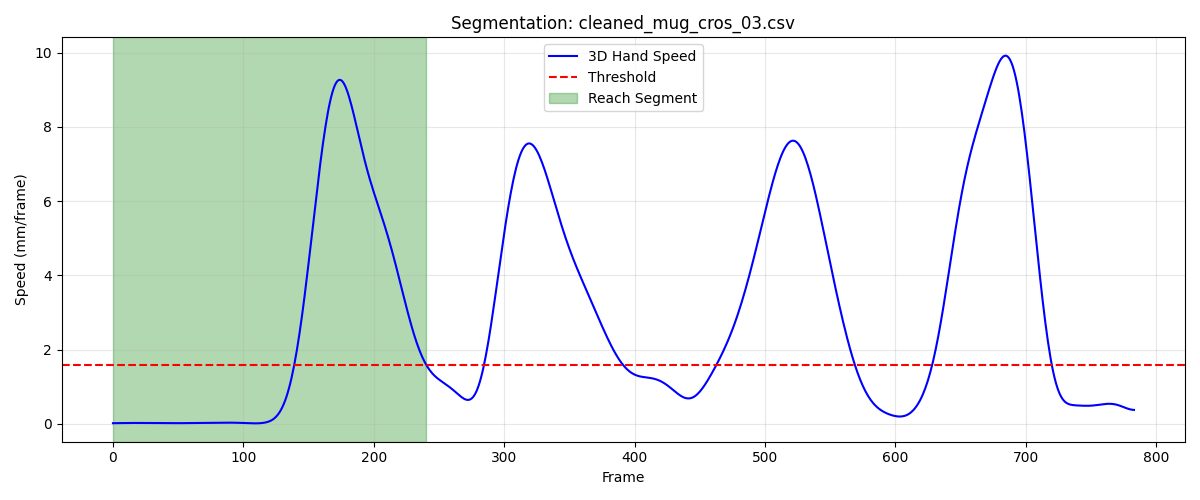 Segmentation: cleaned_mug_cros_03.csv
3D Hand Speed
Threshold
Reach Segment
Speed (mm/frame)
10
8
6
4
2
0
0 100 200 300 400 500 600 700 800
Frame